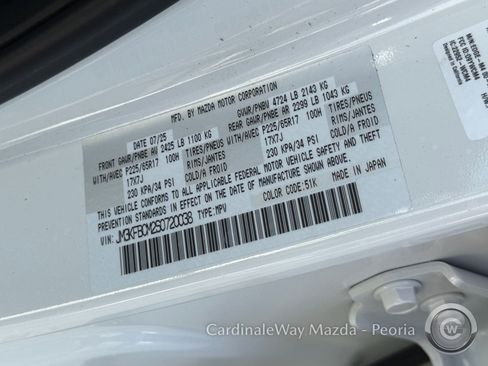 MFD. BY MAZDA MOTOR CORPORATION
DATE 07/25 GVWR/PNBV 4724 LB 2143 KG
FRONT GAWR/PNBE AV 2425 LB 1100 KG REAR GAWR/PNBE AR 2299 LB 1043 KG
WITH/AVEC P225/65R17 100H TIRES/PNEUS WITH/AVEC P225/65R17 100H TIRES/PNEUS
17X7J RIMS/JANTES 17X7J RIMS/JANTES
230 KPA/34 PSI COLD/A FROID 230 KPA/34 PSI COLD/A FROID
THIS VEHICLE CONFORMS TO ALL APPLICABLE FEDERAL MOTOR VEHICLE SAFETY AND THEFT
PREVENTION STANDARDS IN EFFECT ON THE DATE OF MANUFACTURE SHOWN ABOVE.
VIN: JM3KFBCM2S0720038 TYPE:MPV COLOR CODE:51K MADE IN JAPAN
CardinaleWay Mazda - Peoria
CW